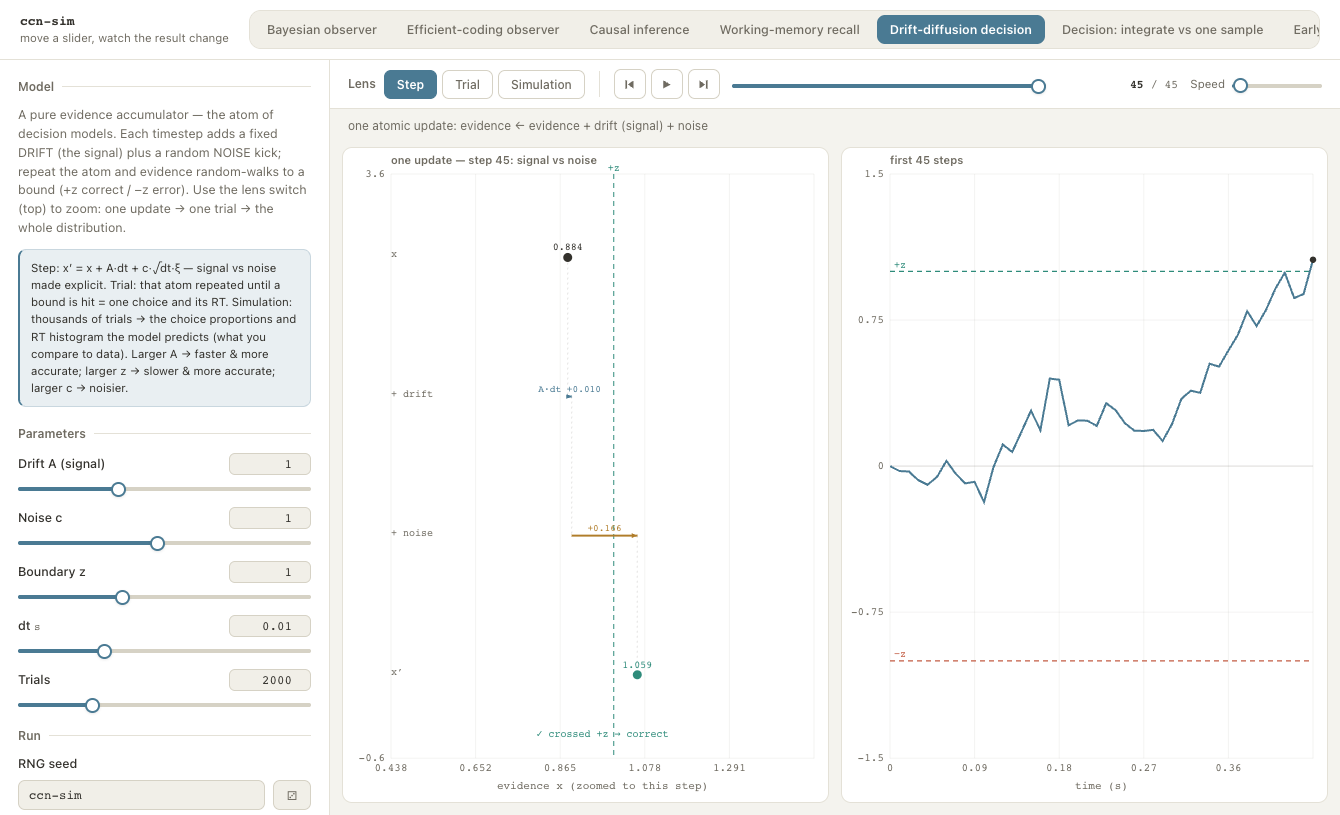 ccn-sim
move a slider, watch the result change
Bayesian observer
Efficient-coding observer
Causal inference
Working-memory recall
Drift-diffusion decision
Decision: integrate vs one sample
Model
A pure evidence accumulator — the atom of
decision models. Each timestep adds a fixed
DRIFT (the signal) plus a random NOISE kick;
repeat the atom and evidence random-walks to a
bound (+z correct / −z error). Use the lens switch
(top) to zoom: one update → one trial → the
whole distribution.
Step: x′ = x + A·dt + c·√dt·ξ — signal vs noise
made explicit. Trial: that atom repeated until a
bound is hit = one choice and its RT. Simulation:
thousands of trials → the choice proportions and
RT histogram the model predicts (what you
compare to data). Larger A → faster & more
accurate; larger z → slower & more accurate;
larger c → noisier.
Parameters
Drift A (signal)
1
Noise c
1
Boundary z
1
dt s
0.01
Trials
2000
Run
RNG seed
ccn-sim
Lens
Step
Trial
Simulation
45 / 45
Speed
one atomic update: evidence ← evidence + drift (signal) + noise
one update — step 45: signal vs noise
+z
3.6
0.884
x
A·dt +0.010
+ drift
+0.166
+ noise
1.059
x′
✓ crossed +z → correct
−0.6
0.438
0.652
0.865
1.078
1.291
evidence x (zoomed to this step)
first 45 steps
1.5
+z
0.75
0
−0.75
−z
−1.5
0
0.09
0.18
0.27
0.36
time (s)